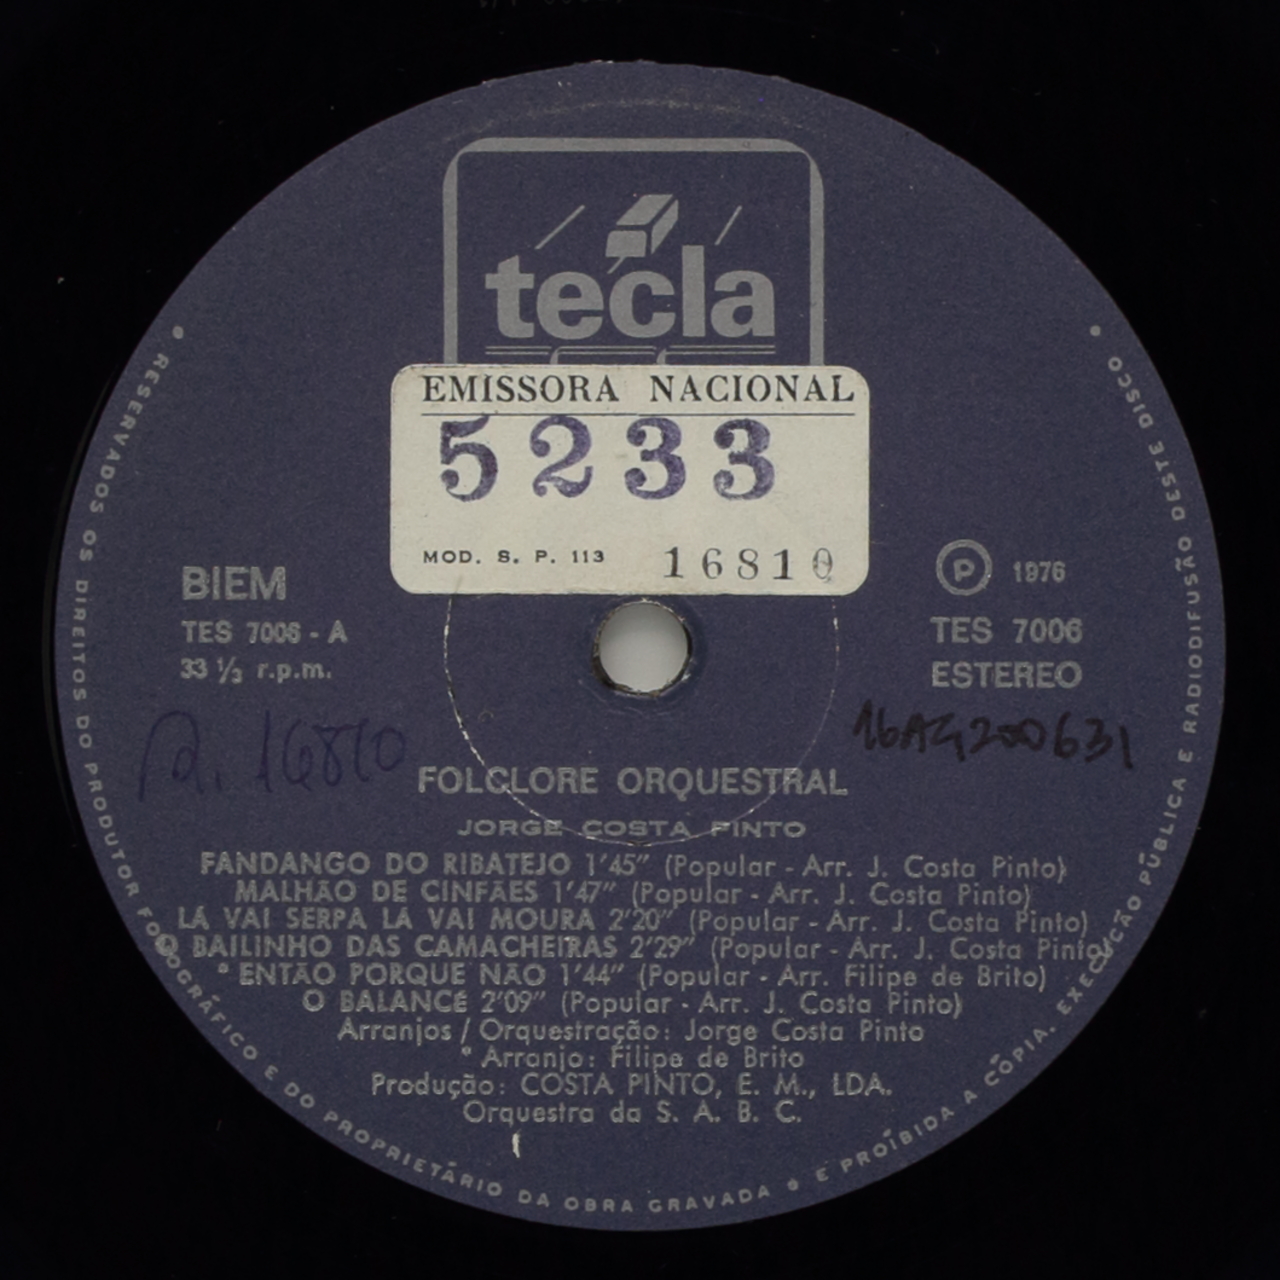 tecla
EMISSORA NACIONAL
5233
MOD. S. P. 113 16810
BIEM
TES 7006 - A
33 1/3 r.p.m.
P 1976
TES 7006
ESTEREO
R. 16810
16AG200631
FOLCLORE ORQUESTRAL
JORGE COSTA PINTO
FANDANGO DO RIBATEJO 1'45" (Popular - Arr. J. Costa Pinto)
MALHÃO DE CINFÃES 1'47" (Popular - Arr. J. Costa Pinto)
LÁ VAI SERPA LÁ VAI MOURA 2'20" (Popular - Arr. J. Costa Pinto)
O BAILINHO DAS CAMACHEIRAS 2'29" (Popular - Arr. J. Costa Pinto)
* ENTÃO PORQUE NÃO 1'44" (Popular - Arr. Filipe de Brito)
O BALANCÉ 2'09" (Popular - Arr. J. Costa Pinto)
Arranjos / Orquestração: Jorge Costa Pinto
* Arranjo: Filipe de Brito
Produção: COSTA PINTO, E. M., LDA.
Orquestra da S. A. B. C.
• RESERVADOS OS DIREITOS DO PRODUTOR FONOGRÁFICO E DO PROPRIETÁRIO DA OBRA GRAVADA • E PROÍBIDA A CÓPIA, EXECUÇÃO PÚBLICA E RADIODIFUSÃO DESTE DISCO •